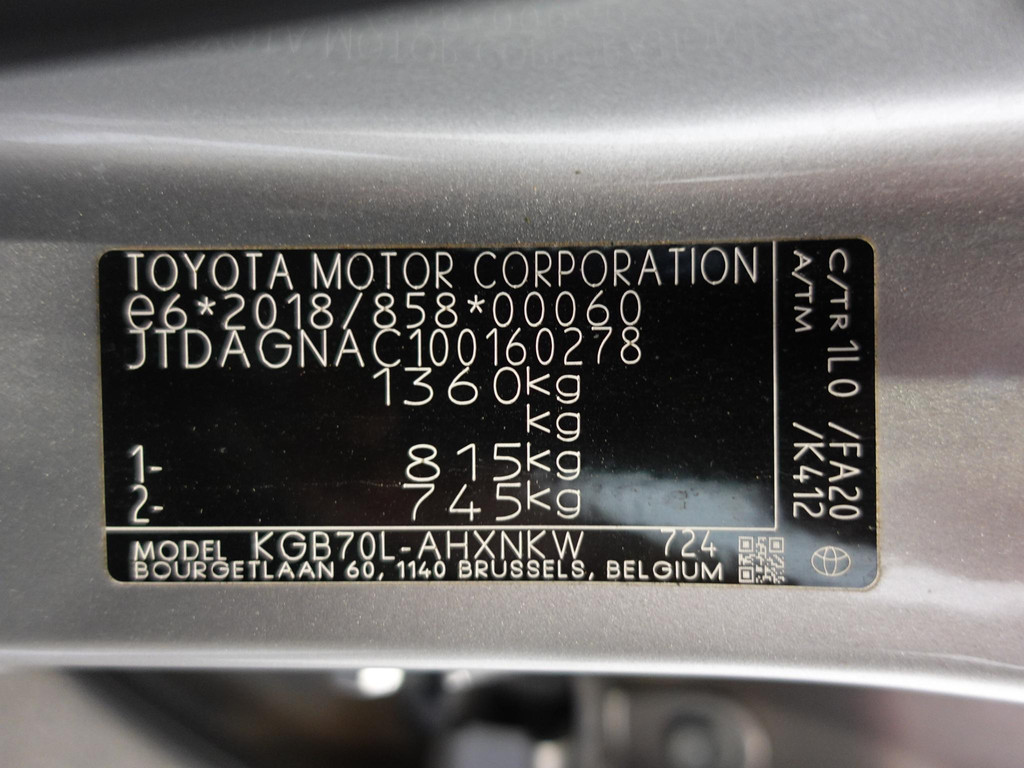 TOYOTA MOTOR CORPORATION
e6*2018/858*00060
JTDAGNAC100160278
1360kg
kg
1- 815kg
2- 745kg
MODEL KGB70L-AHXNKW 724
BOURGETLAAN 60, 1140 BRUSSELS, BELGIUM
C/TR 1L0 /FA20
A/TM /K412